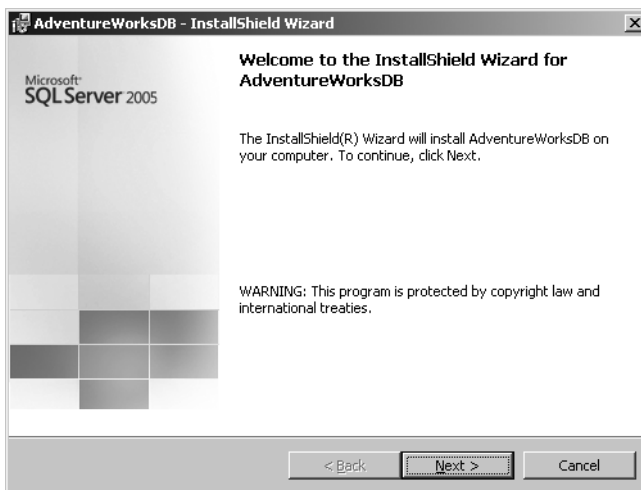 AdventureWorksDB - InstallShield Wizard
Microsoft
SQL Server 2005
Welcome to the InstallShield Wizard for
AdventureWorksDB
The InstallShield(R) Wizard will install AdventureWorksDB on
your computer. To continue, click Next.
WARNING: This program is protected by copyright law and
international treaties.
< Back
Next >
Cancel